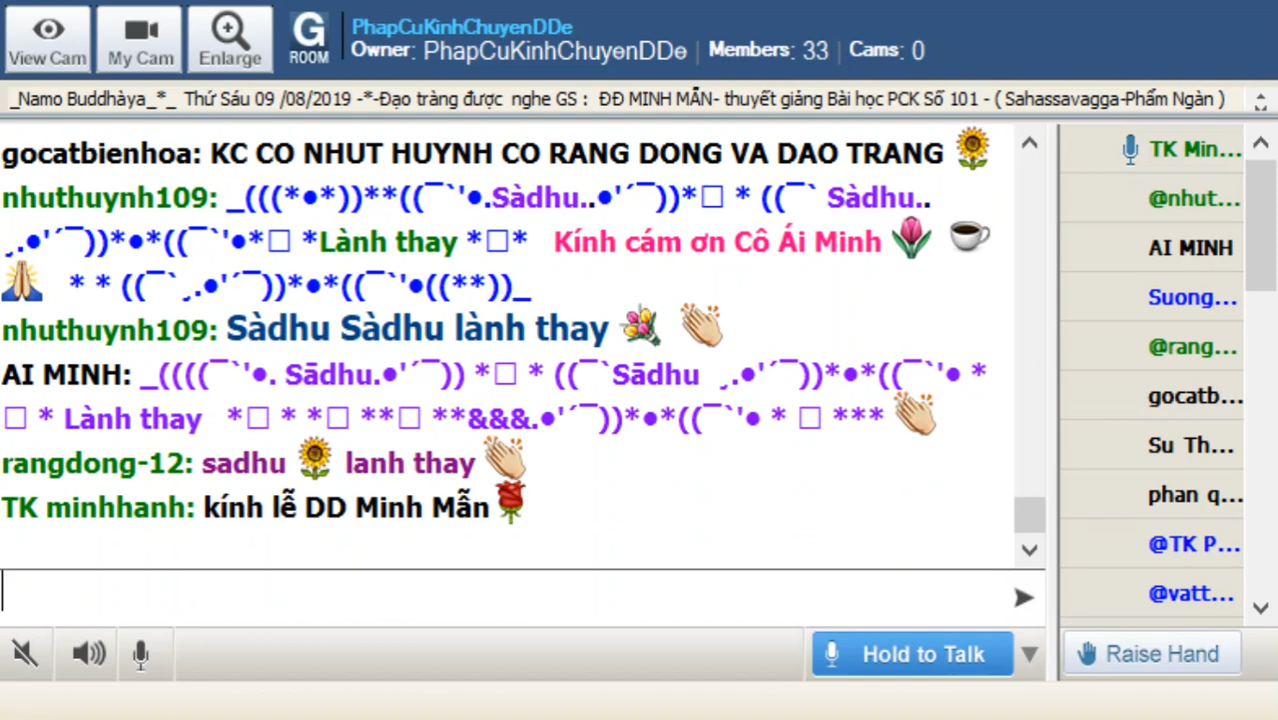 PhapCuKinhChuyenDDe
View Cam My Cam Enlarge G ROOM Owner: PhapCuKinhChuyenDDe | Members: 33 | Cams: 0
_Namo Buddhàya_*_ Thứ Sáu 09 /08/2019 -*-Đạo tràng được nghe GS : ĐĐ MINH MẪN- thuyết giảng Bài học PCK Số 101 - ( Sahassavagga-Phẩm Ngàn )
gocatbienhoa: KC CO NHUT HUYNH CO RANG DONG VA DAO TRANG
nhuthuynh109: _(((*●*))**((¯`'●.Sàdhu..●'´¯))*□ * ((¯` Sàdhu..
¸.●'´¯))*●*((¯`'●*□ *Lành thay *□* Kính cám ơn Cô Ái Minh
* * ((¯`¸.●'´¯))*●*((¯`'●((**))_
nhuthuynh109: Sàdhu Sàdhu lành thay
AI MINH: _((((¯`'●. Sādhu.●'´¯)) *□ * ((¯`Sādhu ¸.●'´¯))*●*((¯`'● *
□ * Lành thay *□ * *□ **□ **&&&.●'´¯))*●*((¯`'● * □ ***
rangdong-12: sadhu lanh thay
TK minhhanh: kính lễ DD Minh Mẫn
TK Min...
@nhut...
AI MINH
Suong...
@rang...
gocatb...
Su Th...
phan q...
@TK P...
@vatt...
Hold to Talk
Raise Hand